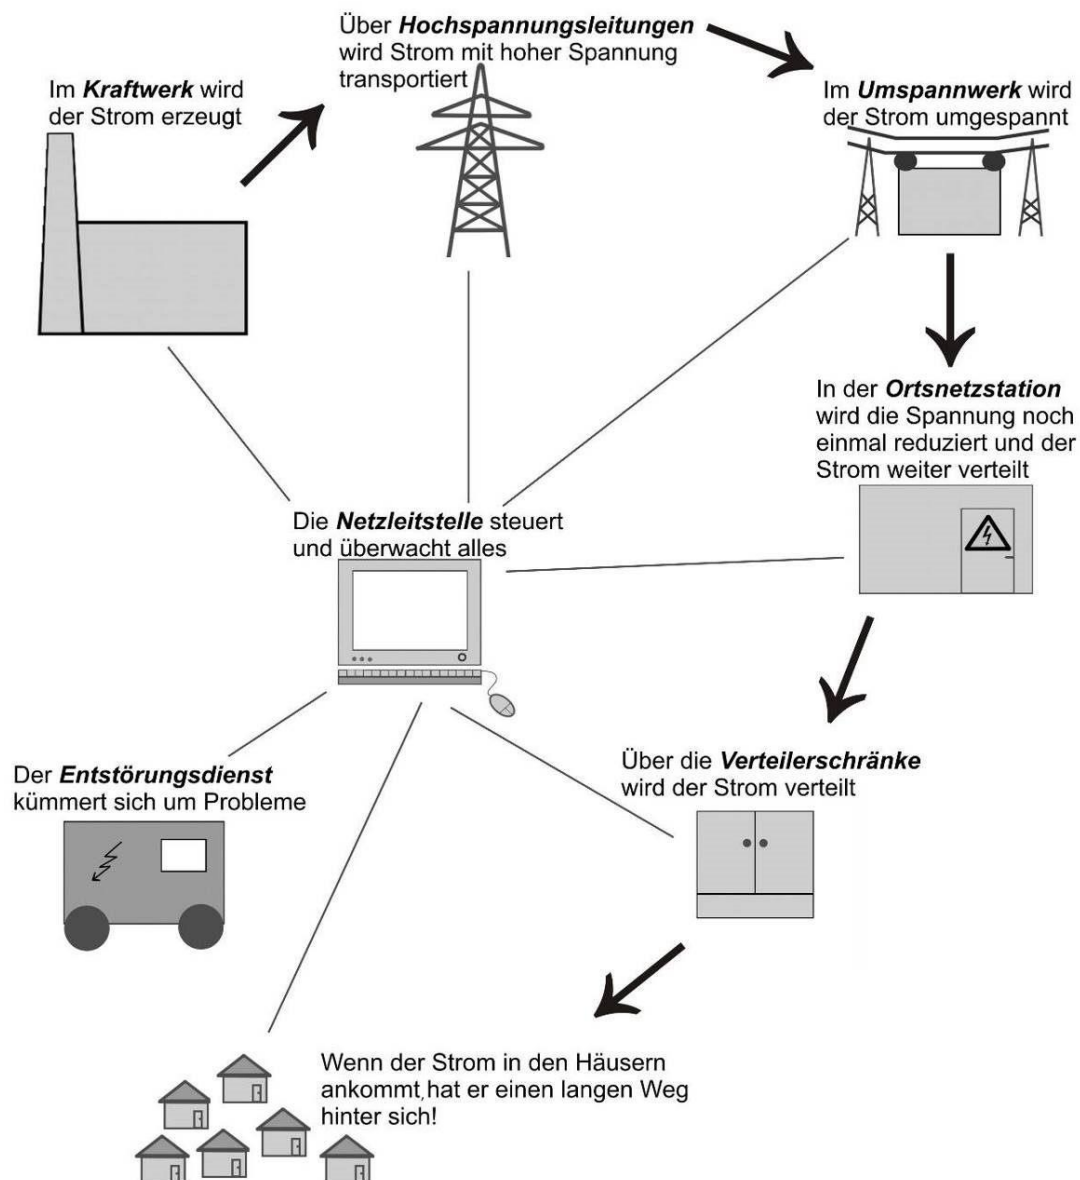 Über Hochspannungsleitungen
wird Strom mit hoher Spannung
transportiert
Im Kraftwerk wird
der Strom erzeugt
Im Umspannwerk wird
der Strom umgespannt
In der Ortsnetzstation
wird die Spannung noch
einmal reduziert und der
Strom weiter verteilt
Die Netzleitstelle steuert
und überwacht alles
Über die Verteilerschränke
wird der Strom verteilt
Der Entstörungsdienst
kümmert sich um Probleme
Wenn der Strom in den Häusern
ankommt, hat er einen langen Weg
hinter sich!